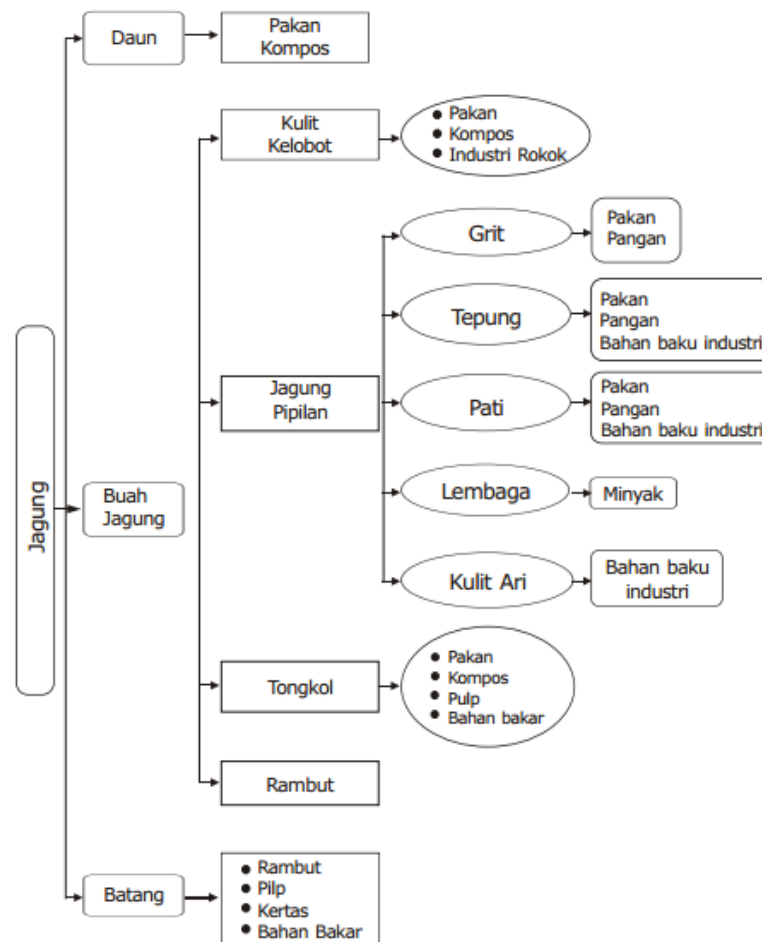 Daun
Pakan
Kompos
Kulit
Kelobot
● Pakan
● Kompos
● Industri Rokok
Grit
Pakan
Pangan
Tepung
Pakan
Pangan
Bahan baku industri
Jagung
Pipilan
Pati
Pakan
Pangan
Bahan baku industri
Jagung
Buah
Jagung
Lembaga
Minyak
Kulit Ari
Bahan baku
industri
Tongkol
● Pakan
● Kompos
● Pulp
● Bahan bakar
Rambut
Batang
● Rambut
● Pilp
● Kertas
● Bahan Bakar